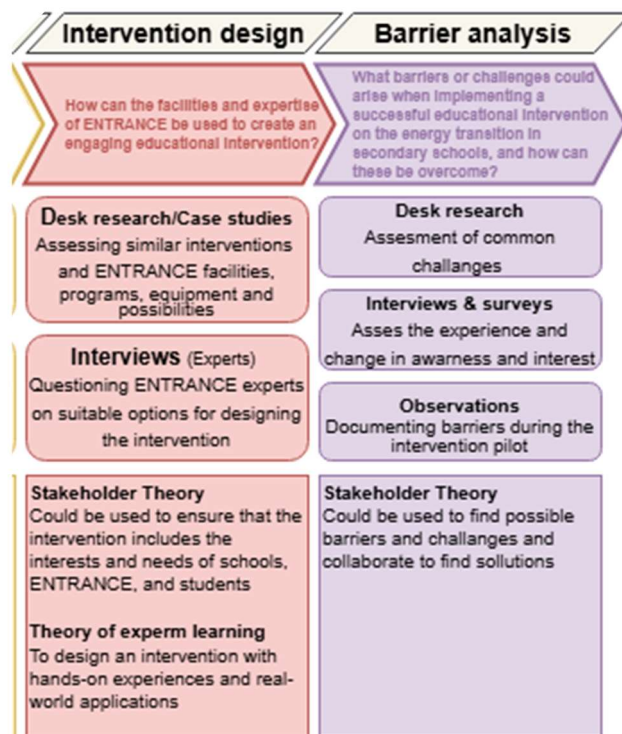 Intervention design
How can the facilities and expertise
of ENTRANCE be used to create an
engaging educational intervention?
Desk research/Case studies
Assessing similar interventions
and ENTRANCE facilities,
programs, equipment and
possibilities
Interviews (Experts)
Questioning ENTRANCE experts
on suitable options for designing
the intervention
Stakeholder Theory
Could be used to ensure that the
intervention includes the
interests and needs of schools,
ENTRANCE, and students
Theory of experm learning
To design an intervention with
hands-on experiences and real-
world applications
Barrier analysis
What barriers or challenges could
arise when implementing a
successful educational intervention
on the energy transition in
secondary schools, and how can
these be overcome?
Desk research
Assesment of common
challanges
Interviews & surveys
Asses the experience and
change in awarness and interest
Observations
Documenting barriers during the
intervention pilot
Stakeholder Theory
Could be used to find possible
barriers and challanges and
collaborate to find sollutions